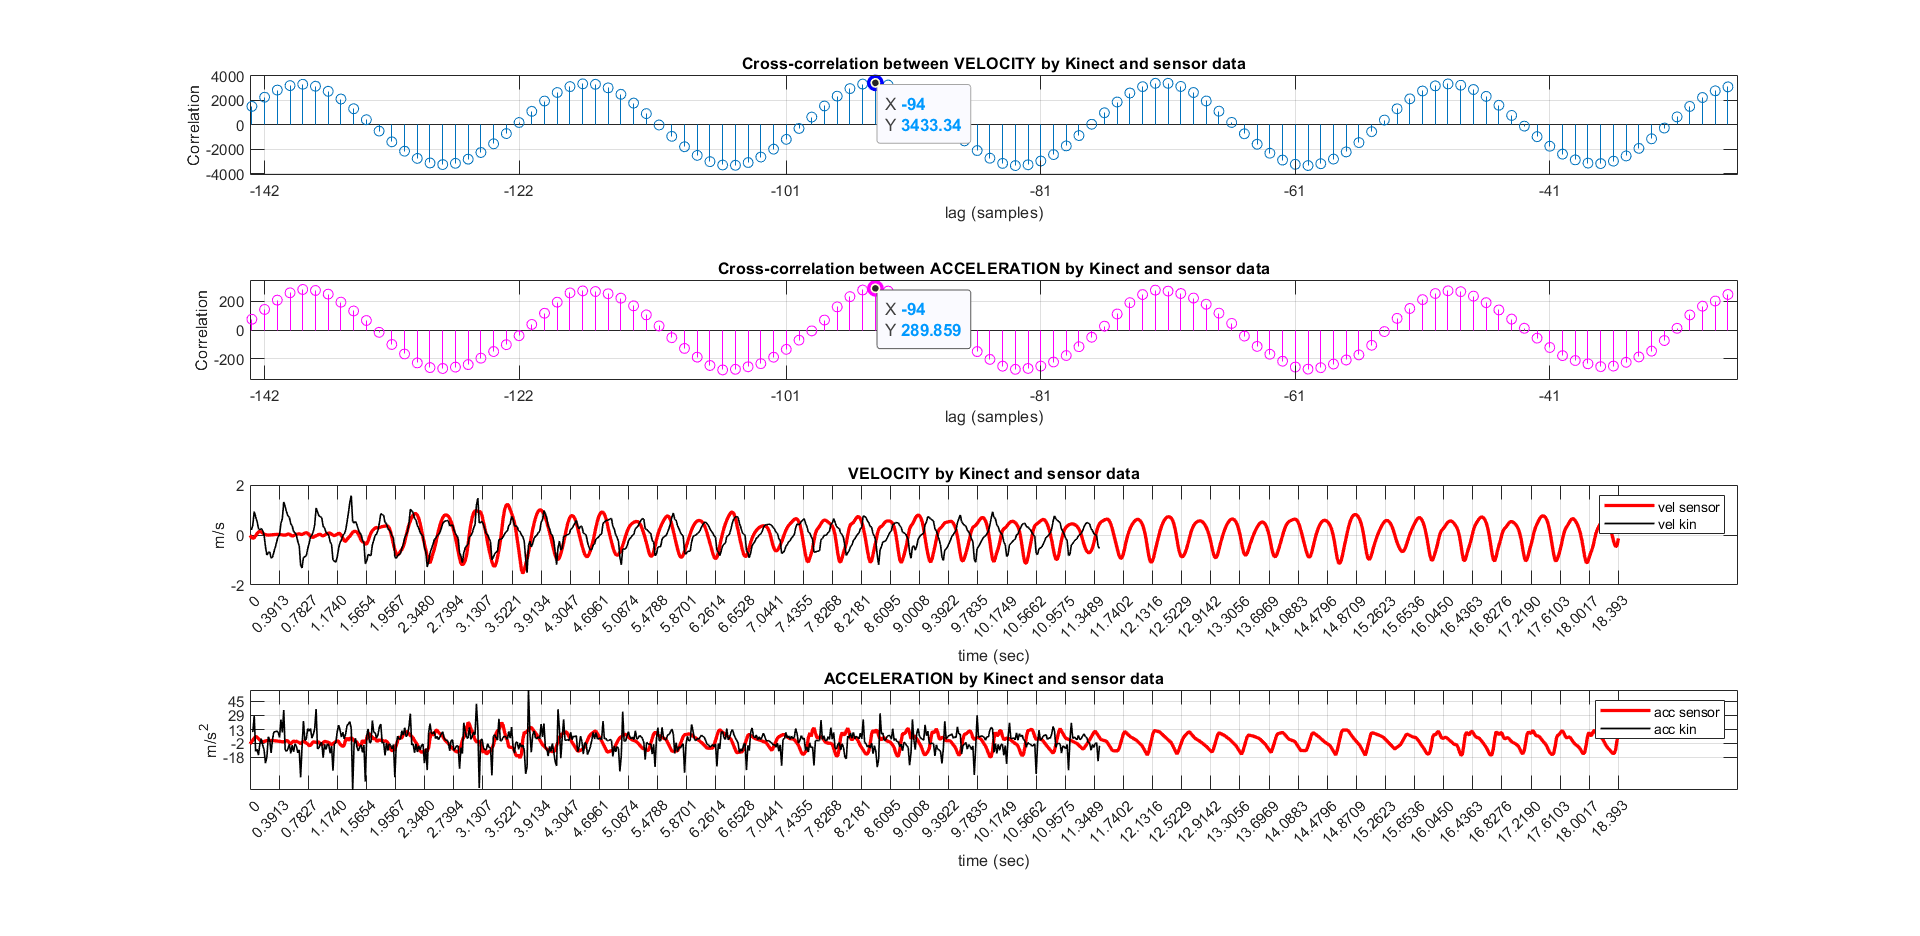 Cross-correlation between VELOCITY by Kinect and sensor data
4000
2000
0
-2000
-4000
Correlation
X -94
Y 3433.34
-142 -122 -101 -81 -61 -41
lag (samples)
Cross-correlation between ACCELERATION by Kinect and sensor data
200
0
-200
Correlation
X -94
Y 289.859
-142 -122 -101 -81 -61 -41
lag (samples)
VELOCITY by Kinect and sensor data
2
0
-2
m/s
vel sensor
vel kin
0 0.3913 0.7827 1.1740 1.5654 1.9567 2.3480 2.7394 3.1307 3.5221 3.9134 4.3047 4.6961 5.0874 5.4788 5.8701 6.2614 6.6528 7.0441 7.4355 7.8268 8.2181 8.6095 9.0008 9.3922 9.7835 10.1749 10.5662 10.9575 11.3489 11.7402 12.1316 12.5229 12.9142 13.3056 13.6969 14.0883 14.4796 14.8709 15.2623 15.6536 16.0450 16.4363 16.8276 17.2190 17.6103 18.0017 18.393
time (sec)
ACCELERATION by Kinect and sensor data
45
29
13
-2
-18
m/s²
acc sensor
acc kin
0 0.3913 0.7827 1.1740 1.5654 1.9567 2.3480 2.7394 3.1307 3.5221 3.9134 4.3047 4.6961 5.0874 5.4788 5.8701 6.2614 6.6528 7.0441 7.4355 7.8268 8.2181 8.6095 9.0008 9.3922 9.7835 10.1749 10.5662 10.9575 11.3489 11.7402 12.1316 12.5229 12.9142 13.3056 13.6969 14.0883 14.4796 14.8709 15.2623 15.6536 16.0450 16.4363 16.8276 17.2190 17.6103 18.0017 18.393
time (sec)